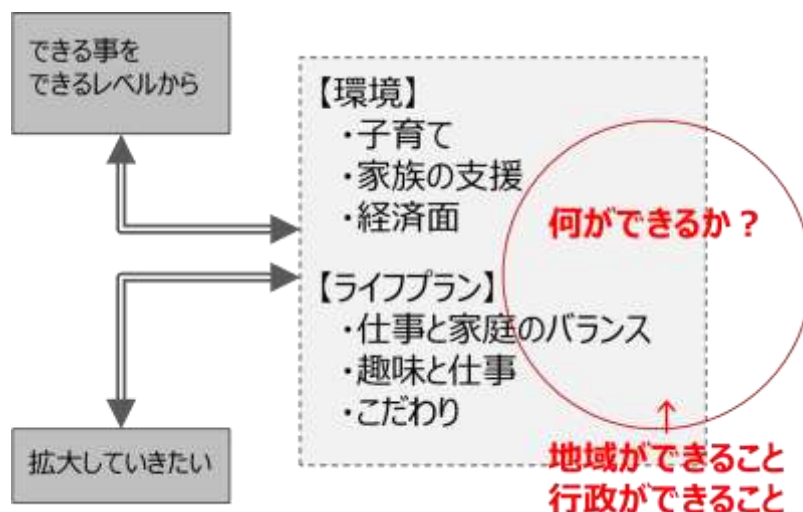 できる事を
できるレベルから
【環境】
・子育て
・家族の支援
・経済面
何ができるか？
【ライフプラン】
・仕事と家庭のバランス
・趣味と仕事
・こだわり
拡大していきたい
↑
地域ができること
行政ができること